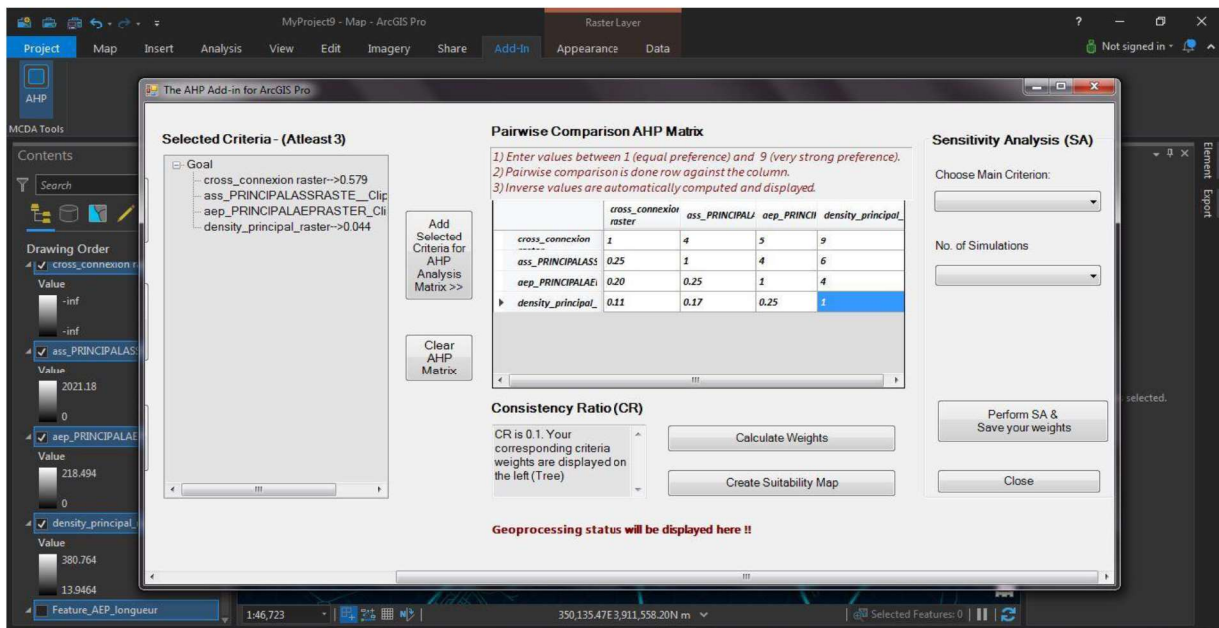 MyProject9 - Map - ArcGIS Pro
Raster Layer
?
Project Map Insert Analysis View Edit Imagery Share Add-In Appearance Data
Not signed in
AHP
MCDA Tools
The AHP Add-in for ArcGIS Pro
Contents
Search
Drawing Order
cross_connexion r
Value
-inf
-inf
ass_PRINCIPALAS
Value
2021.18
0
aep_PRINCIPALAE
Value
218.494
0
density_principal_
Value
380.764
13.9464
Feature_AEP_longueur
Selected Criteria - (Atleast 3)
Goal
cross_connexion raster->0.579
ass_PRINCIPALASSRASTE__Clip
aep_PRINCIPALAEPRASTER_Cli
density_principal_raster->0.044
Add
Selected
Criteria for
AHP
Analysis
Matrix >>
Clear
AHP
Matrix
Pairwise Comparison AHP Matrix
1) Enter values between 1 (equal preference) and 9 (very strong preference).
2) Pairwise comparison is done row against the column.
3) Inverse values are automatically computed and displayed.
cross_connexion
raster
ass_PRINCIPAL aep_PRINCI density_principal_
cross_connexion 1 4 5 9
ass_PRINCIPALASS 0.25 1 4 6
aep_PRINCIPALAE 0.20 0.25 1 4
density_principal_ 0.11 0.17 0.25 1
Consistency Ratio (CR)
CR is 0.1. Your
corresponding criteria
weights are displayed on
the left (Tree)
Calculate Weights
Create Suitability Map
Geoprocessing status will be displayed here !!
Sensitivity Analysis (SA)
Choose Main Criterion:
No. of Simulations
Perform SA &
Save your weights
Close
Element
Export
selected.
1:46,723
350,135.47E 3,911,558.20N m
Selected Features: 0